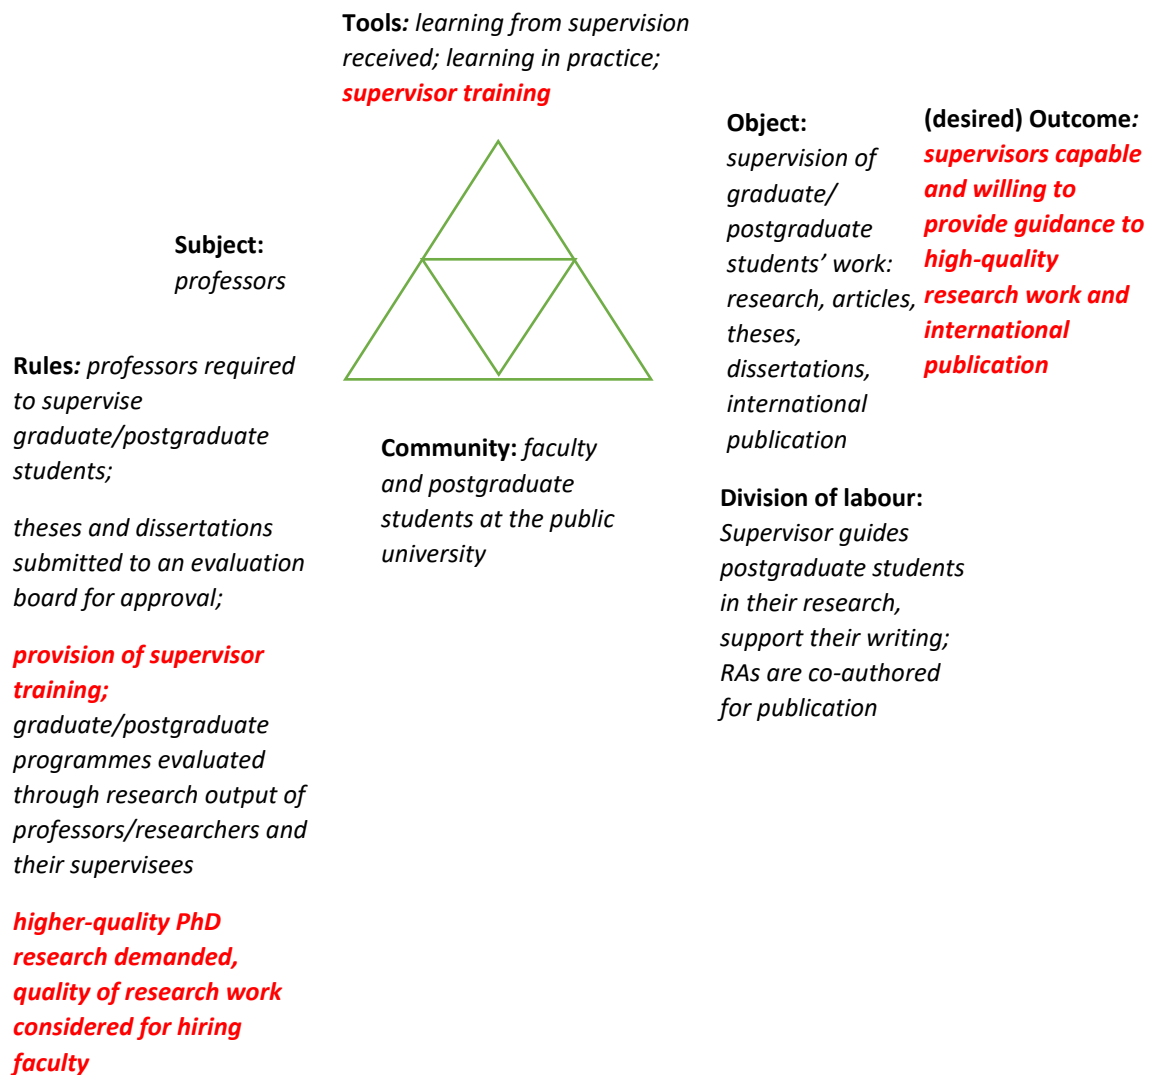 Tools: learning from supervision
received; learning in practice;
supervisor training
Subject:
professors
Object:
supervision of
graduate/
postgraduate
students’ work:
research, articles,
theses,
dissertations,
international
publication
(desired) Outcome:
supervisors capable
and willing to
provide guidance to
high-quality
research work and
international
publication
Rules: professors required
to supervise
graduate/postgraduate
students;
theses and dissertations
submitted to an evaluation
board for approval;
provision of supervisor
training;
graduate/postgraduate
programmes evaluated
through research output of
professors/researchers and
their supervisees
higher-quality PhD
research demanded,
quality of research work
considered for hiring
faculty
Community: faculty
and postgraduate
students at the public
university
Division of labour:
Supervisor guides
postgraduate students
in their research,
support their writing;
RAs are co-authored
for publication